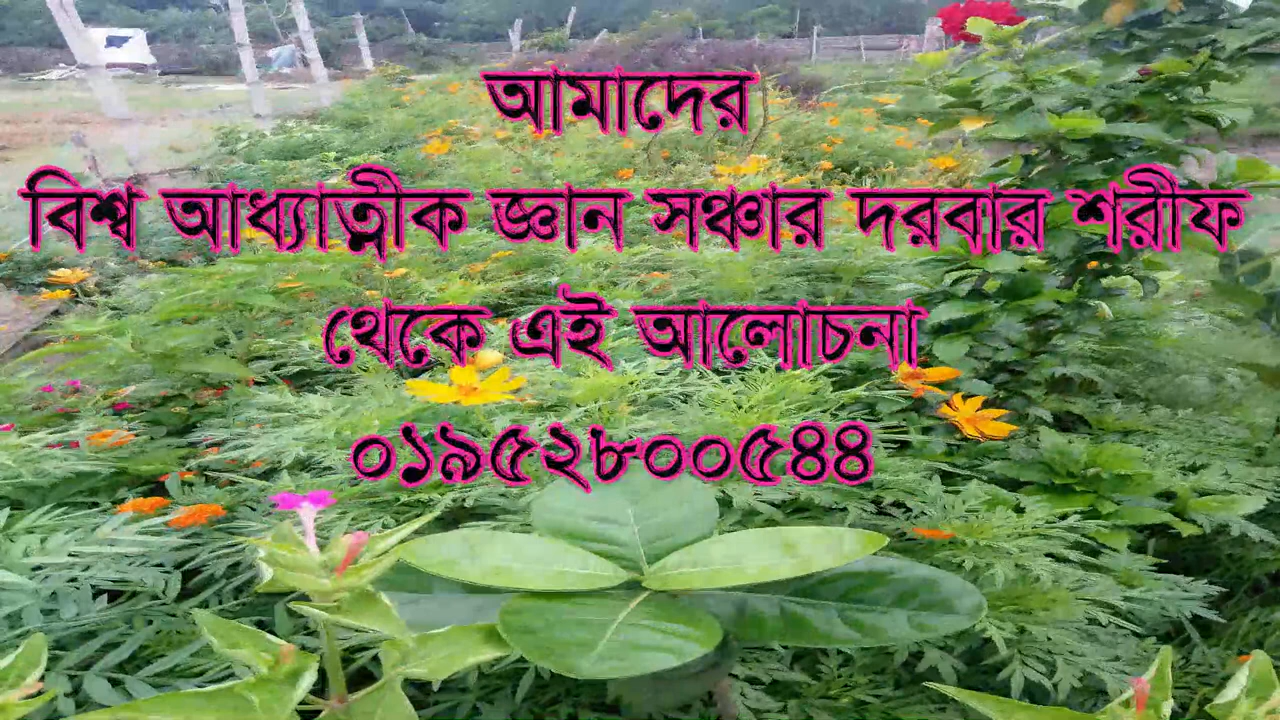 আমাদের
বিশ্ব আধ্যাত্নীক জ্ঞান সঞ্চার দরবার শরীফ
থেকে এই আলোচনা
০১৯৫২৮০০৫৪৪